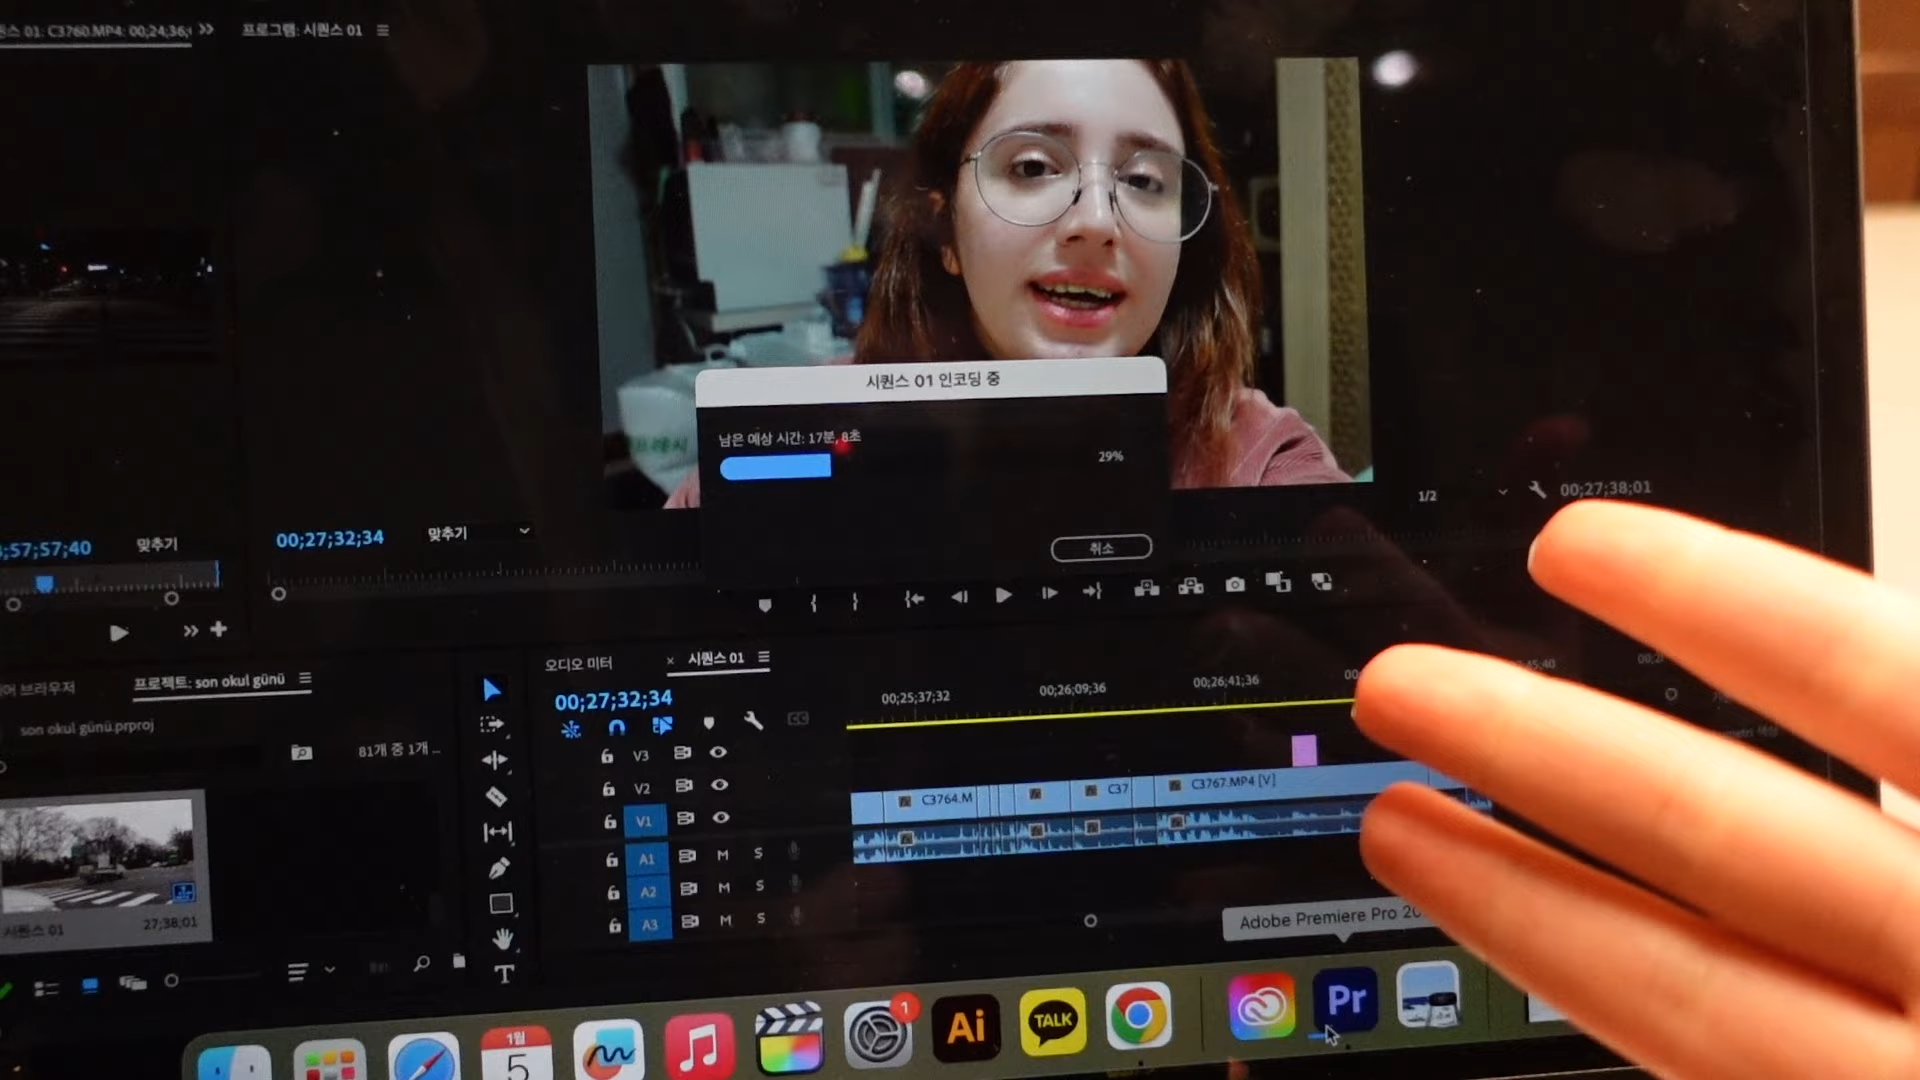 01: C3760.MP4: 00;24;36;
프로그램: 시퀀스 01
시퀀스 01 인코딩 중
남은 예상 시간: 17분, 8초
29%
취소
1/2
00;27;38;01
57;57;40
맞추기
00;27;32;34
맞추기
오디오 미터
× 시퀀스 01
브라우저
프로젝트: son okul günü
00;27;32;34
00;25;37;32
00;26;09;36
00;26;41;36
45;40
son okul günü.prproj
81개 중 1개 ...
V3
V2
C3764.M
C37
C3767.MP4 [V]
V1
A1 M S
A2 M S
A3 M S
시퀀스 01
27;38;01
Adobe Premiere Pro 20
T
1월
5
1
Ai
TALK
Pr